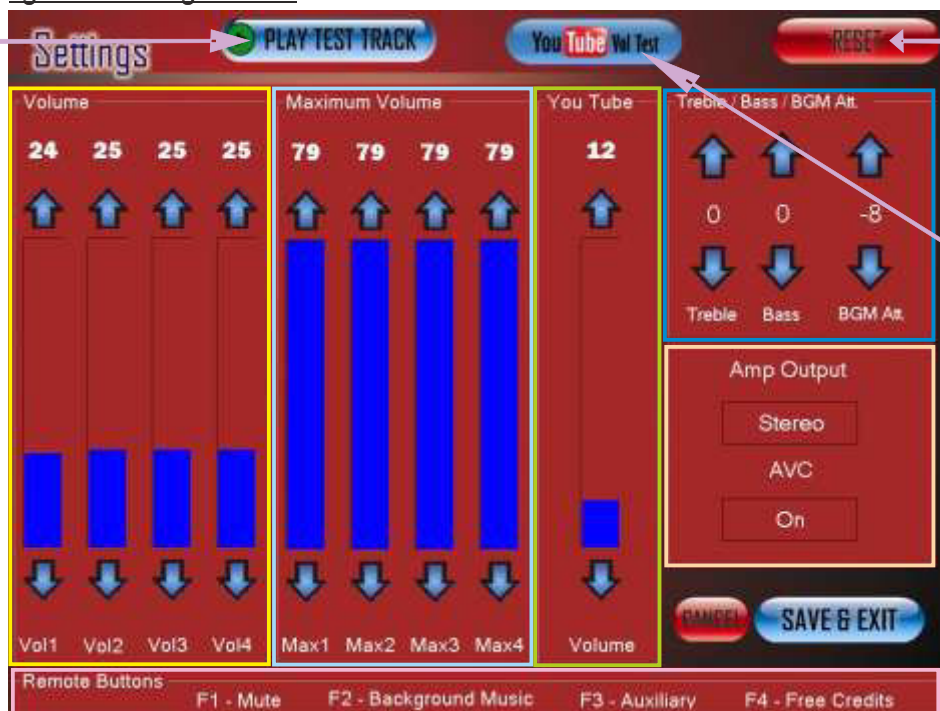 Settings
PLAY TEST TRACK
You Tube Vol Test
RESET
Volume
24 25 25 25
Vol1 Vol2 Vol3 Vol4
Maximum Volume
79 79 79 79
Max1 Max2 Max3 Max4
You Tube
12
Volume
Treble / Bass / BGM Att.
0 0 -8
Treble Bass BGM Att.
Amp Output
Stereo
AVC
On
CANCEL
SAVE & EXIT
Remote Buttons
F1 - Mute F2 - Background Music F3 - Auxiliary F4 - Free Credits